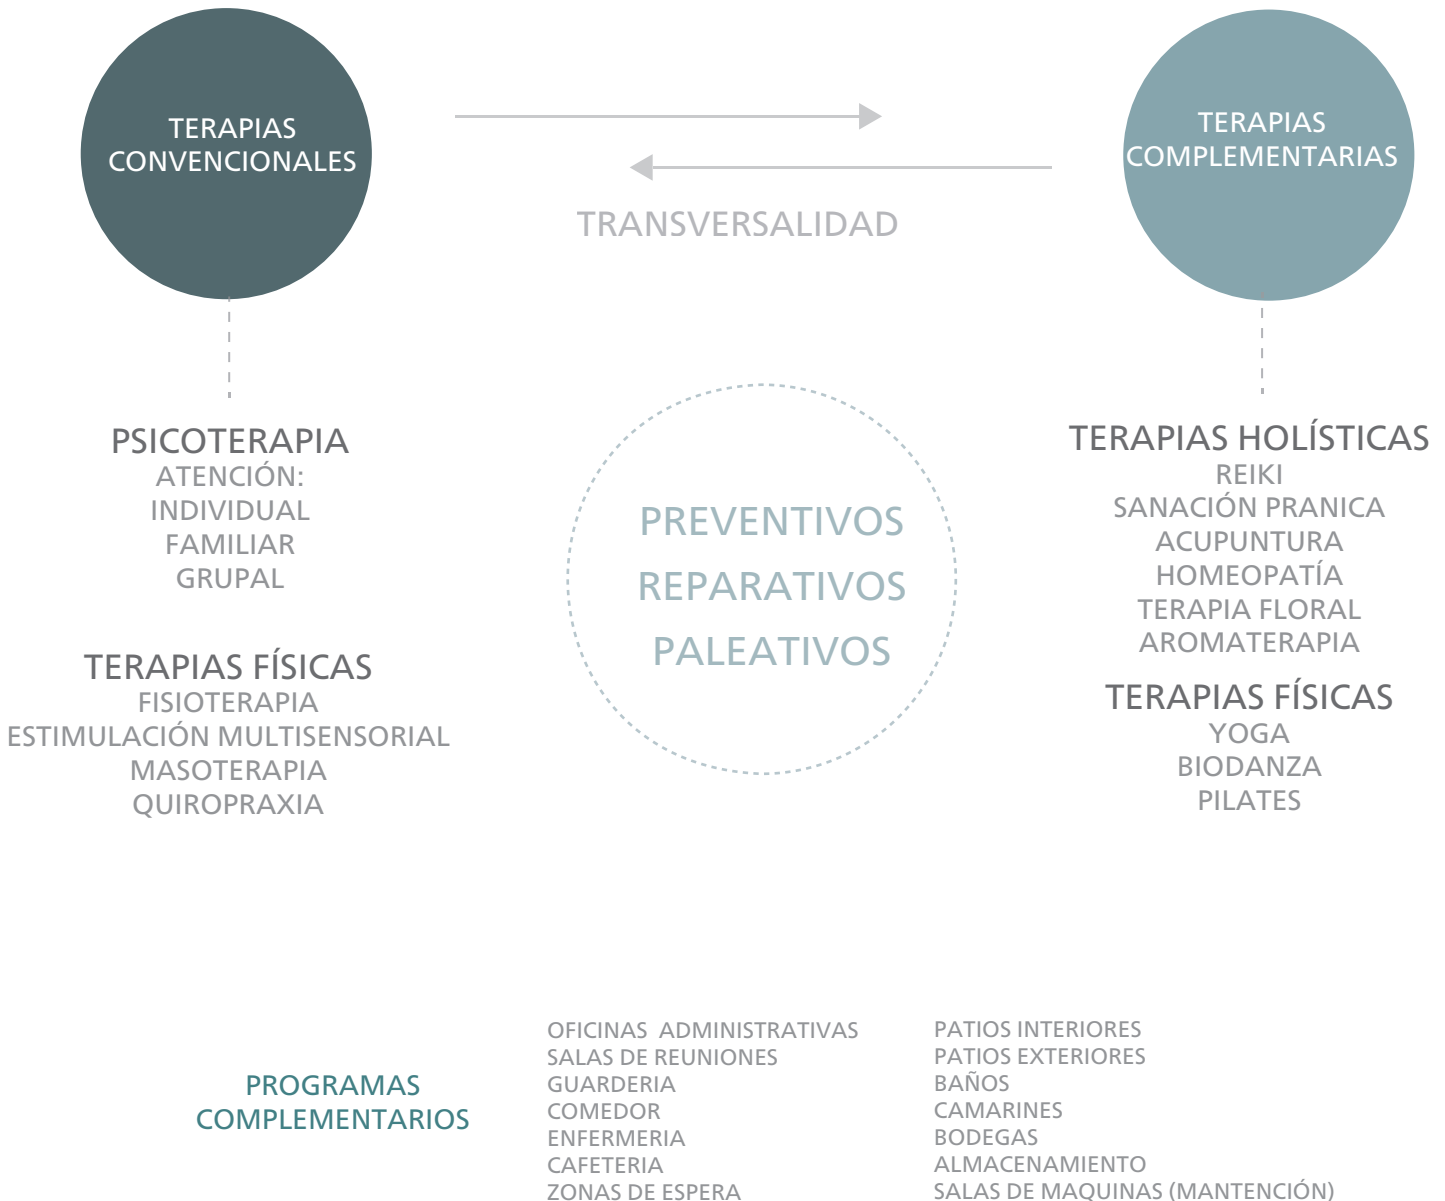 TERAPIAS
CONVENCIONALES
TERAPIAS
COMPLEMENTARIAS
TRANSVERSALIDAD
PSICOTERAPIA
ATENCIÓN:
INDIVIDUAL
FAMILIAR
GRUPAL
TERAPIAS FÍSICAS
FISIOTERAPIA
ESTIMULACIÓN MULTISENSORIAL
MASOTERAPIA
QUIROPRAXIA
PREVENTIVOS
REPARATIVOS
PALEATIVOS
TERAPIAS HOLÍSTICAS
REIKI
SANACIÓN PRANICA
ACUPUNTURA
HOMEOPATÍA
TERAPIA FLORAL
AROMATERAPIA
TERAPIAS FÍSICAS
YOGA
BIODANZA
PILATES
PROGRAMAS
COMPLEMENTARIOS
OFICINAS  ADMINISTRATIVAS
SALAS DE REUNIONES
GUARDERIA
COMEDOR
ENFERMERIA
CAFETERIA
ZONAS DE ESPERA
PATIOS INTERIORES
PATIOS EXTERIORES
BAÑOS
CAMARINES
BODEGAS
ALMACENAMIENTO
SALAS DE MAQUINAS (MANTENCIÓN)